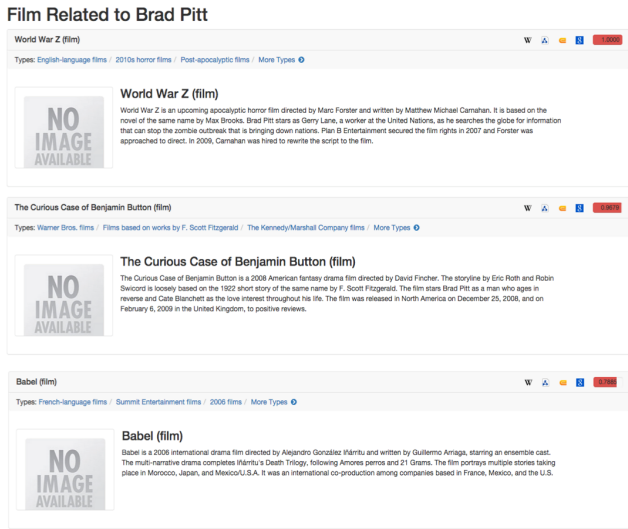 Film Related to Brad Pitt
World War Z (film)
W
8
1.0000
Types: English-language films / 2010s horror films / Post-apocalyptic films / More Types
NO
IMAGE
AVAILABLE
World War Z (film)
World War Z is an upcoming apocalyptic horror film directed by Marc Forster and written by Matthew Michael Carnahan. It is based on the
novel of the same name by Max Brooks. Brad Pitt stars as Gerry Lane, a worker at the United Nations, as he searches the globe for information
that can stop the zombie outbreak that is bringing down nations. Plan B Entertainment secured the film rights in 2007 and Forster was
approached to direct. In 2009, Carnahan was hired to rewrite the script to the film.
The Curious Case of Benjamin Button (film)
W
8
0.9679
Types: Warner Bros. films / Films based on works by F. Scott Fitzgerald / The Kennedy/Marshall Company films / More Types
NO
IMAGE
AVAILABLE
The Curious Case of Benjamin Button (film)
The Curious Case of Benjamin Button is a 2008 American fantasy drama film directed by David Fincher. The storyline by Eric Roth and Robin
Swicord is loosely based on the 1922 short story of the same name by F. Scott Fitzgerald. The film stars Brad Pitt as a man who ages in
reverse and Cate Blanchett as the love interest throughout his life. The film was released in North America on December 25, 2008, and on
February 6, 2009 in the United Kingdom, to positive reviews.
Babel (film)
W
8
Types: French-language films / Summit Entertainment films / 2006 films / More Types
NO
IMAGE
AVAILABLE
Babel (film)
Babel is a 2006 international drama film directed by Alejandro González Iñárritu and written by Guillermo Arriaga, starring an ensemble cast.
The multi-narrative drama completes Iñárritu's Death Trilogy, following Amores perros and 21 Grams. The film portrays multiple stories taking
place in Morocco, Japan, and Mexico/U.S.A. It was an international co-production among companies based in France, Mexico, and the U.S.